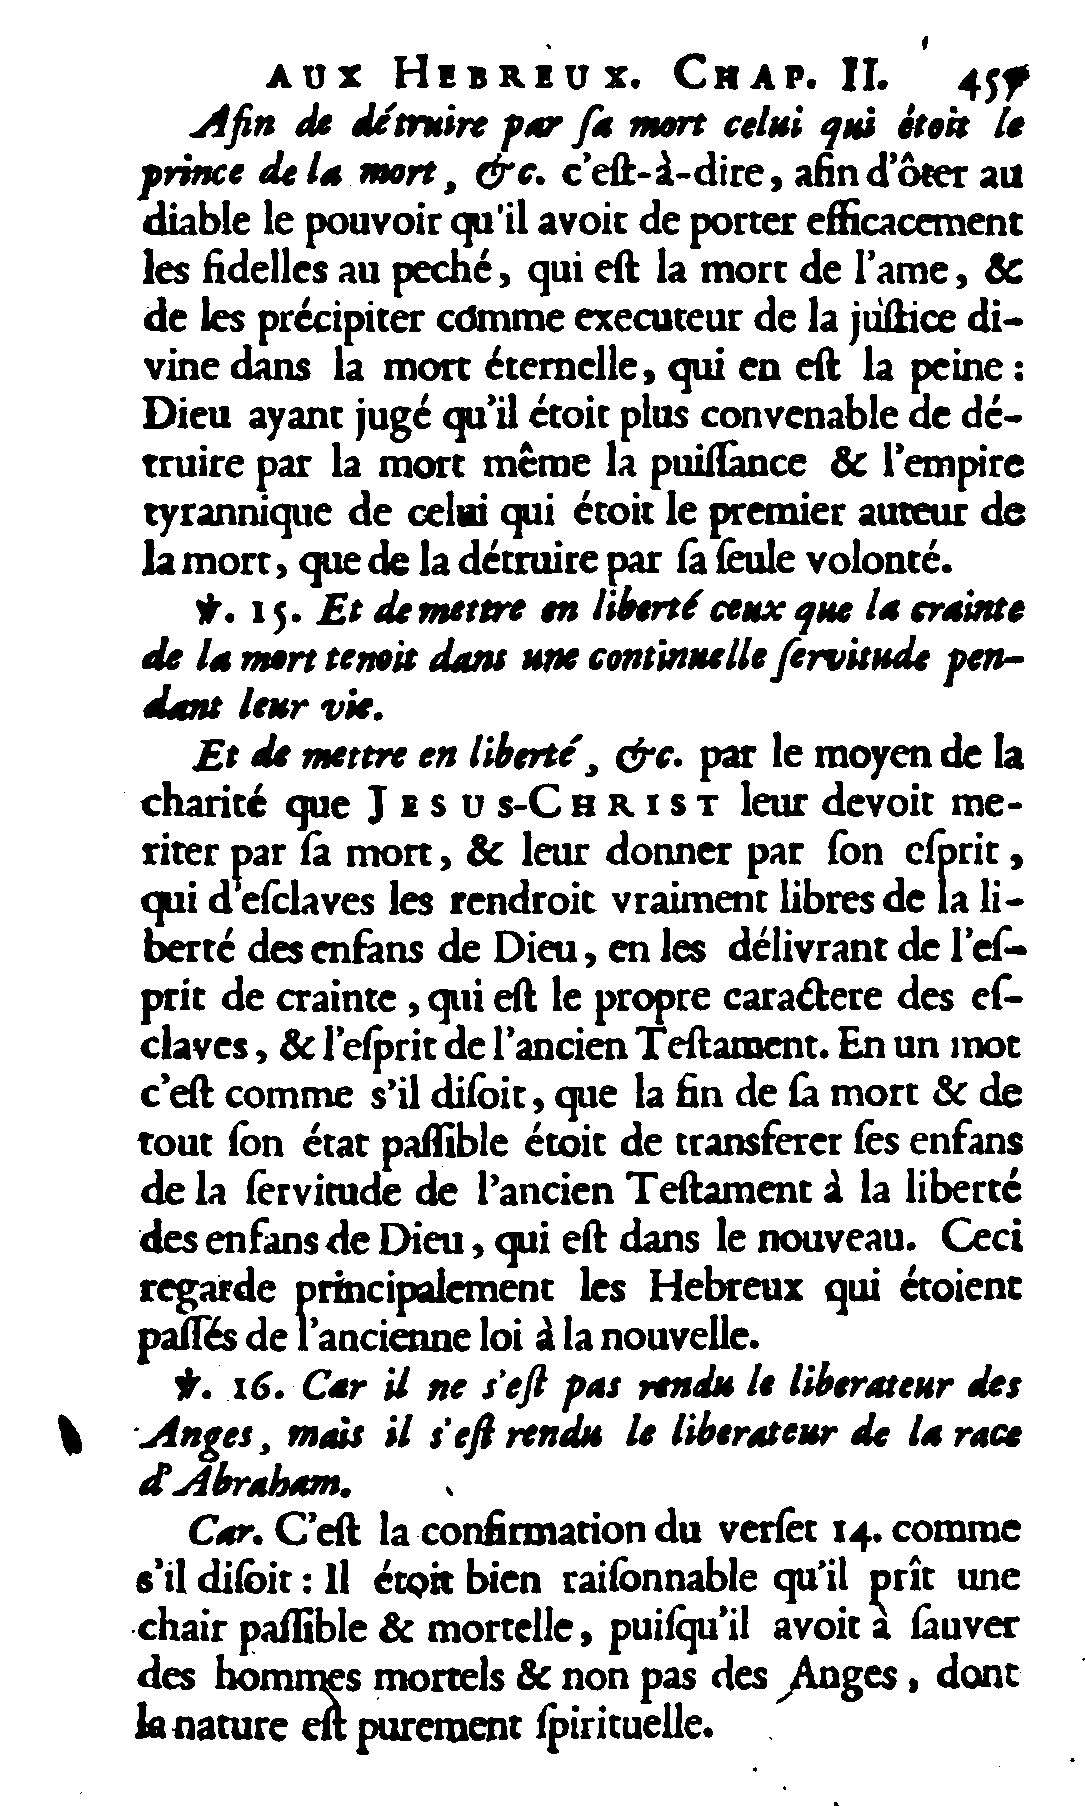 AUX HEBREUX. CHAP. II. 457
Afin de détruire par ſa mort celui qui étoit le
prince de la mort, &c. c'eſt-à-dire, afin d'ôter au
diable le pouvoir qu'il avoit de porter efficacement
les fidelles au peché, qui eſt la mort de l'ame, &
de les précipiter comme executeur de la juſtice di-
vine dans la mort éternelle, qui en eſt la peine :
Dieu ayant jugé qu'il étoit plus convenable de dé-
truire par la mort même la puiſſance & l'empire
tyrannique de celui qui étoit le premier auteur de
la mort, que de la détruire par ſa ſeule volonté.
℣. 15. Et de mettre en liberté ceux que la crainte
de la mort tenoit dans une continuelle ſervitude pen-
dant leur vie.
Et de mettre en liberté, &c. par le moyen de la
charité que JESUS-CHRIST leur devoit me-
riter par ſa mort, & leur donner par ſon eſprit,
qui d'eſclaves les rendroit vraiment libres de la li-
berté des enfans de Dieu, en les délivrant de l'eſ-
prit de crainte, qui eſt le propre caractere des eſ-
claves, & l'eſprit de l'ancien Teſtament. En un mot
c'eſt comme s'il diſoit, que la fin de ſa mort & de
tout ſon état paſſible étoit de transferer ſes enfans
de la ſervitude de l'ancien Teſtament à la liberté
des enfans de Dieu, qui eſt dans le nouveau. Ceci
regarde principalement les Hebreux qui étoient
paſſés de l'ancienne loi à la nouvelle.
℣. 16. Car il ne s'eſt pas rendu le liberateur des
Anges, mais il s'eſt rendu le liberateur de la race
d'Abraham.
Car. C'eſt la confirmation du verſet 14. comme
s'il diſoit : Il étoit bien raiſonnable qu'il prît une
chair paſſible & mortelle, puiſqu'il avoit à ſauver
des hommes mortels & non pas des Anges, dont
la nature eſt purement ſpirituelle.